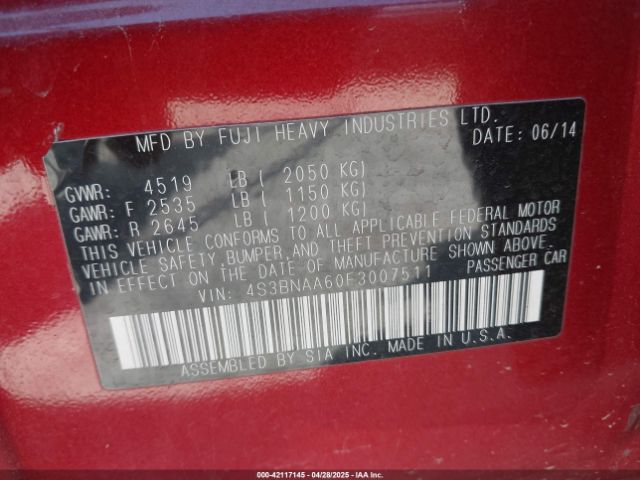 MFD BY FUJI HEAVY INDUSTRIES LTD.
DATE: 06/14
GVWR: 4519 LB ( 2050 KG)
GAWR: F 2535 LB ( 1150 KG)
GAWR: R 2645 LB ( 1200 KG)
THIS VEHICLE CONFORMS TO ALL APPLICABLE FEDERAL MOTOR
VEHICLE SAFETY, BUMPER, AND THEFT PREVENTION STANDARDS
IN EFFECT ON THE DATE OF MANUFACTURE SHOWN ABOVE.
VIN: 4S3BNAA60F3007511 PASSENGER CAR
ASSEMBLED BY SIA INC. MADE IN U.S.A.
000-42117145 - 04/28/2025 - IAAI.COM